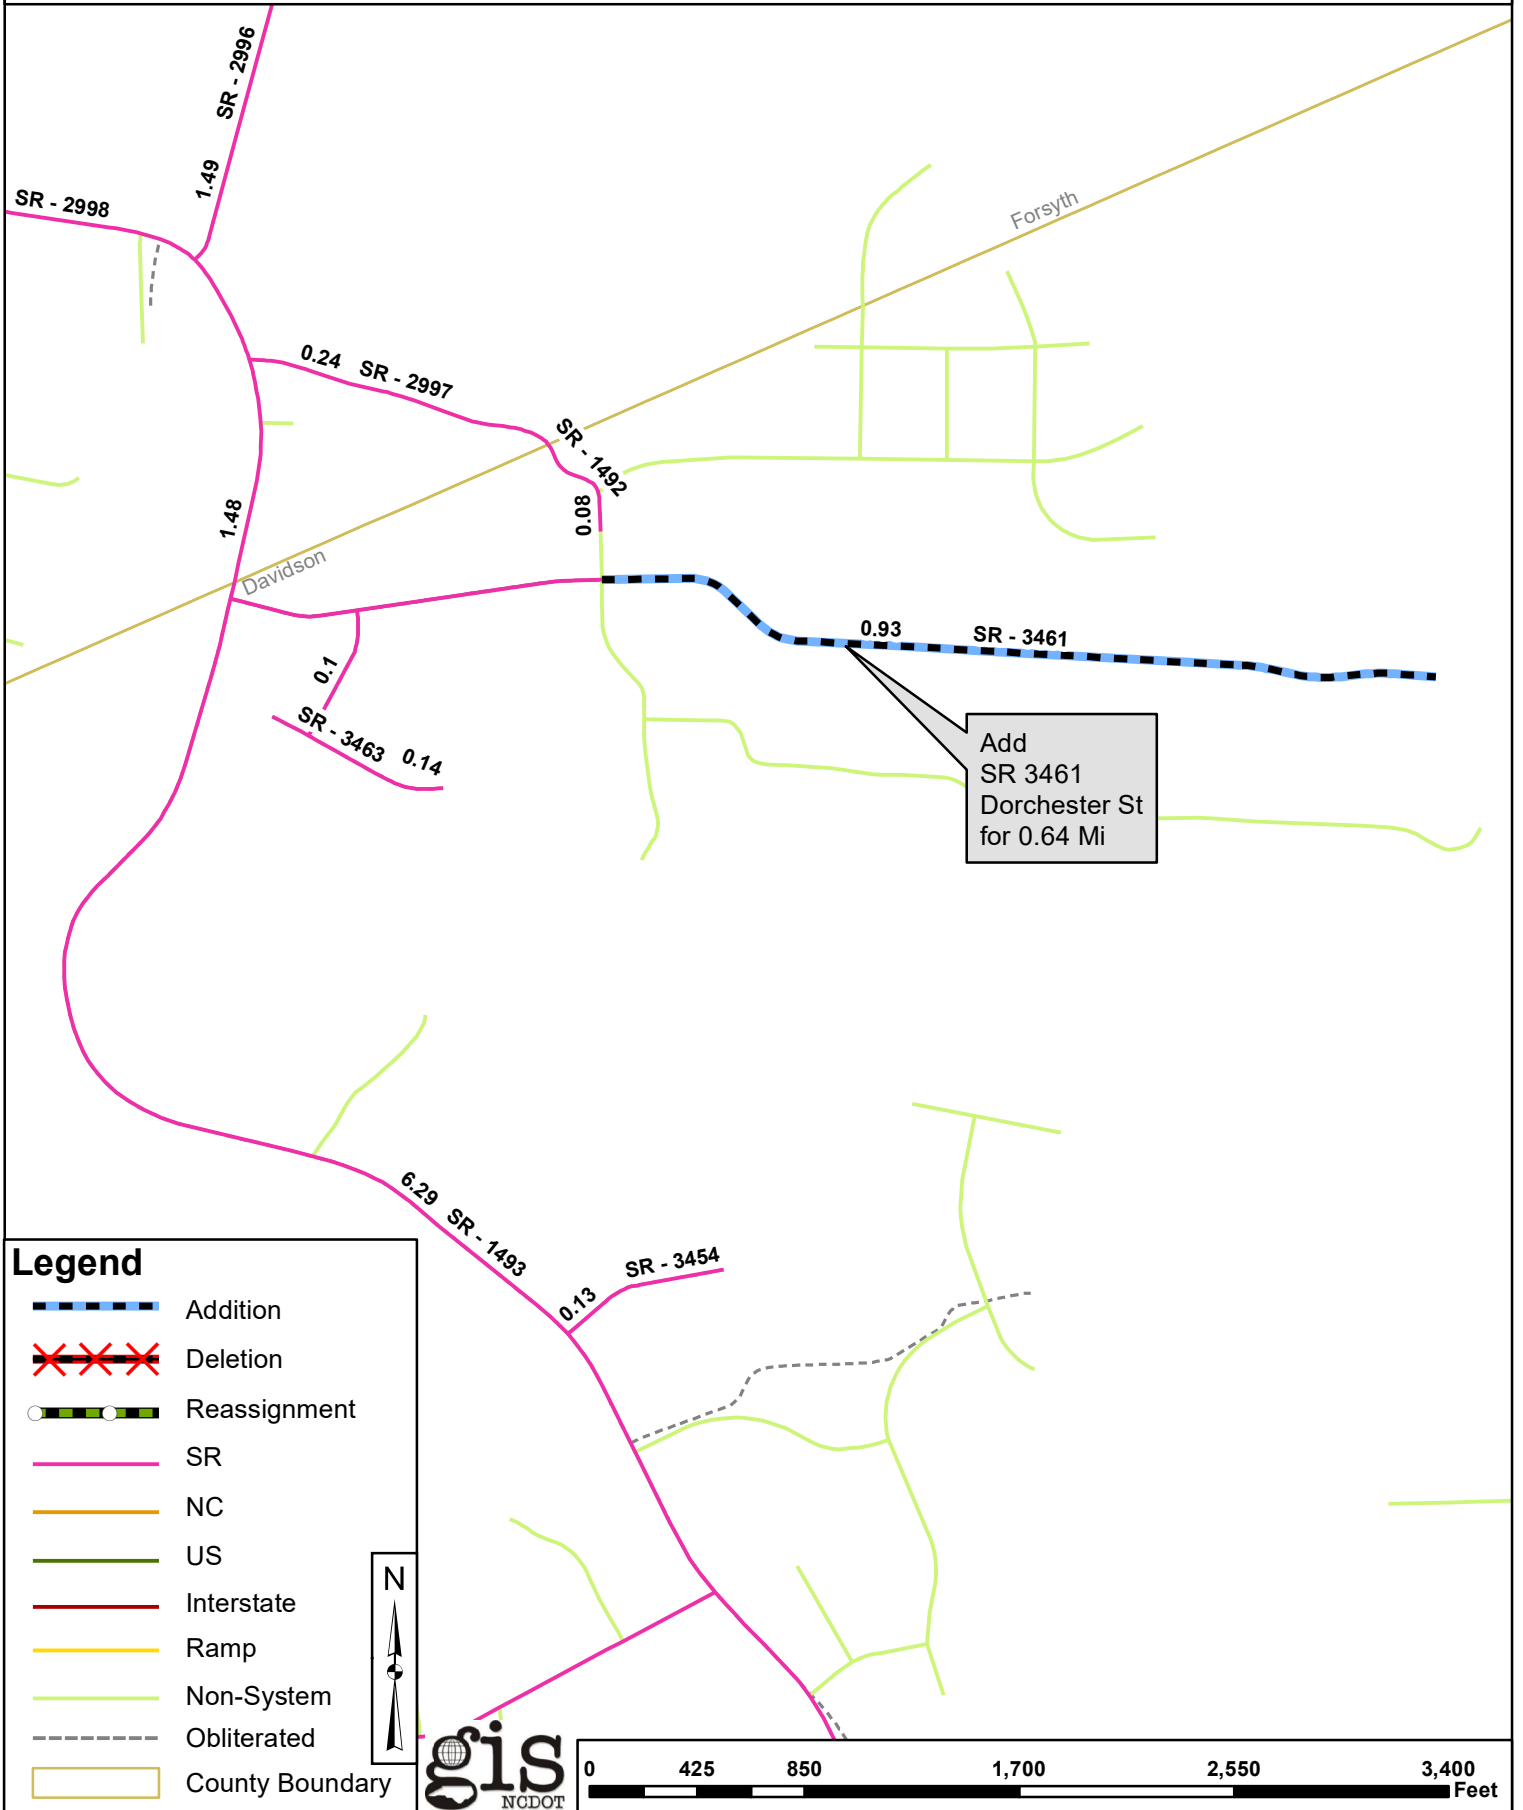 SR - 2996
1.49
SR - 2998
Forsyth
0.24 SR - 2997
SR - 1492
0.08
1.48
Davidson
0.93 SR - 3461
0.1
SR - 3463 0.14
Add
SR 3461
Dorchester St
for 0.64 Mi
6.29 SR - 1493
SR - 3454
0.13
Legend
Addition
Deletion
Reassignment
SR
NC
US
Interstate
Ramp
Non-System
Obliterated
County Boundary
N
gis
NCDOT
0 425 850 1,700 2,550 3,400
Feet